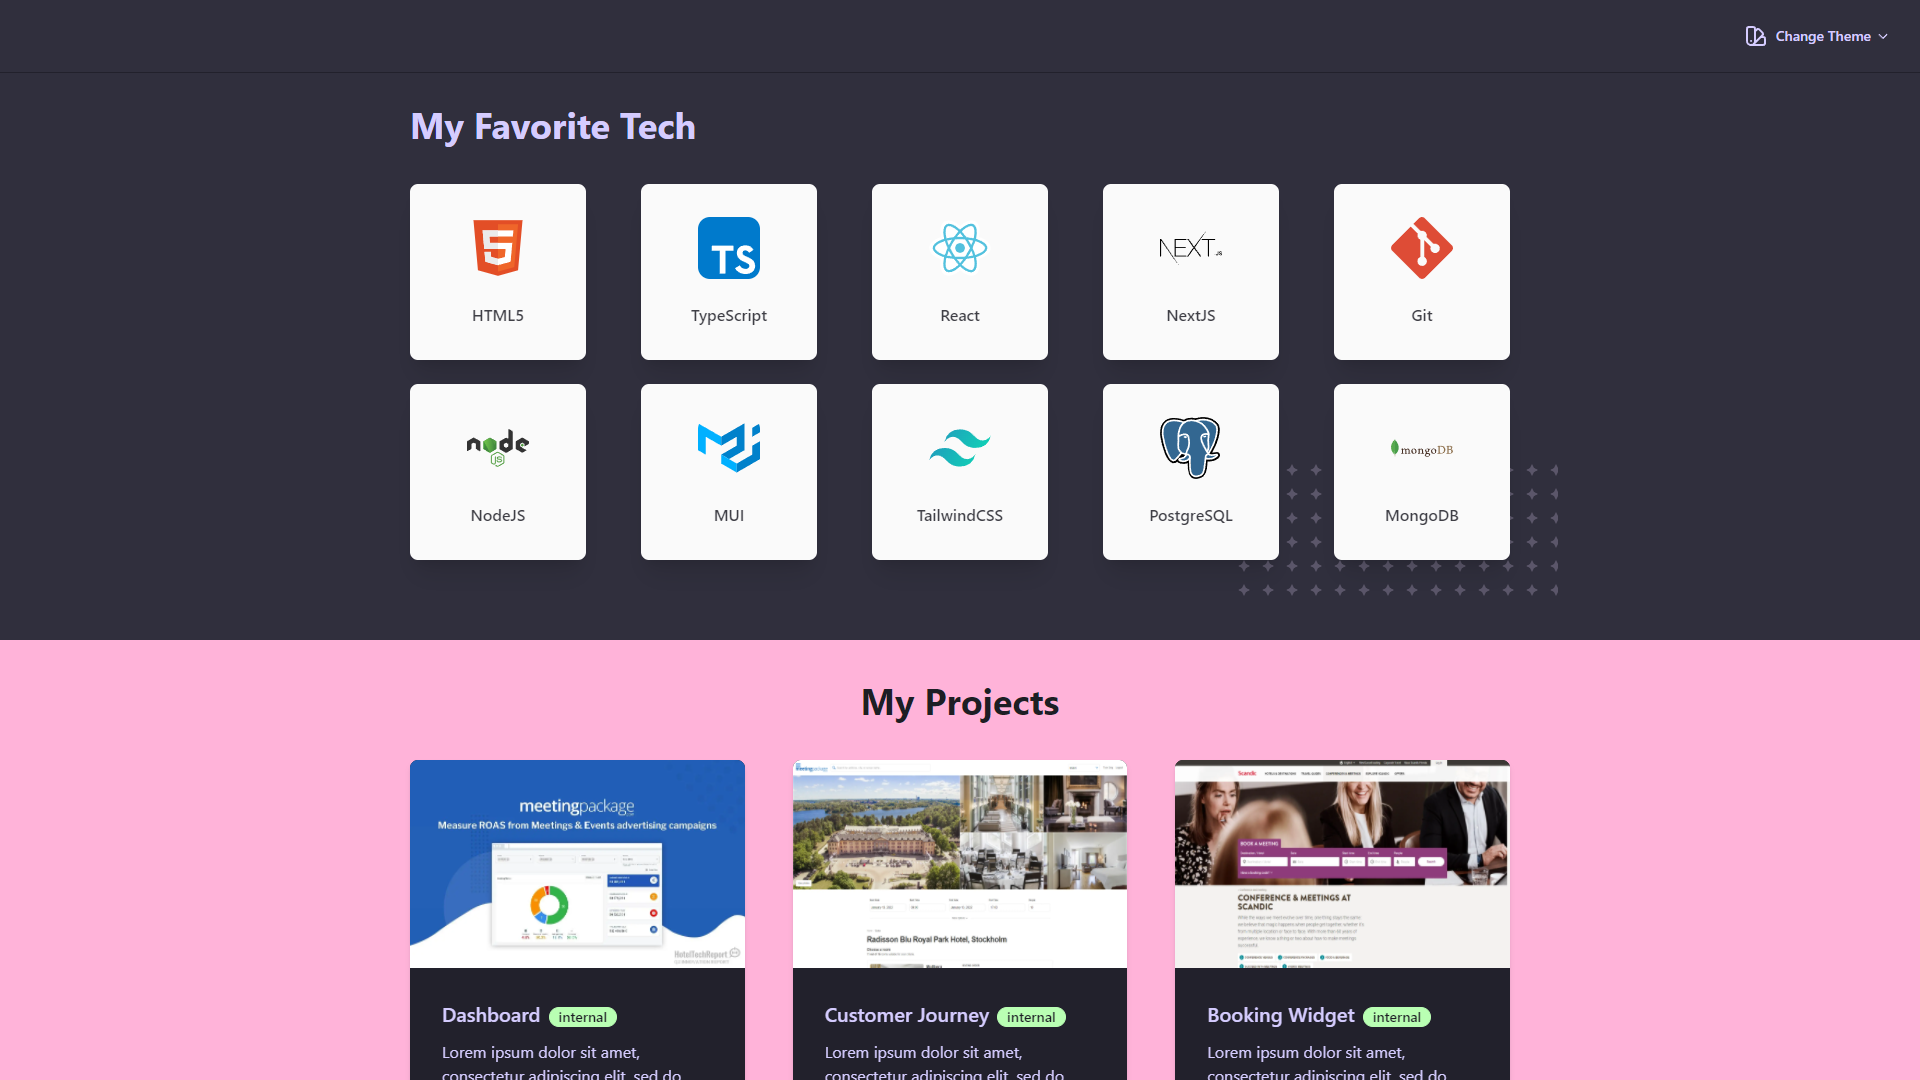 Change Theme
My Favorite Tech
HTML5
TS
TypeScript
React
NEXT.JS
NextJS
Git
node
JS
NodeJS
MUI
TailwindCSS
PostgreSQL
mongoDB
MongoDB
My Projects
meetingpackage
Measure ROAS from Meetings & Events advertising campaigns
HotelTechReport
Radisson Blu Royal Park Hotel, Stockholm
Scandic
BOOK A MEETING
CONFERENCE & MEETINGS AT
SCANDIC
Dashboard internal
Lorem ipsum dolor sit amet,
consectetur adipiscing elit, sed do
Customer Journey internal
Lorem ipsum dolor sit amet,
consectetur adipiscing elit, sed do
Booking Widget internal
Lorem ipsum dolor sit amet,
consectetur adipiscing elit, sed do